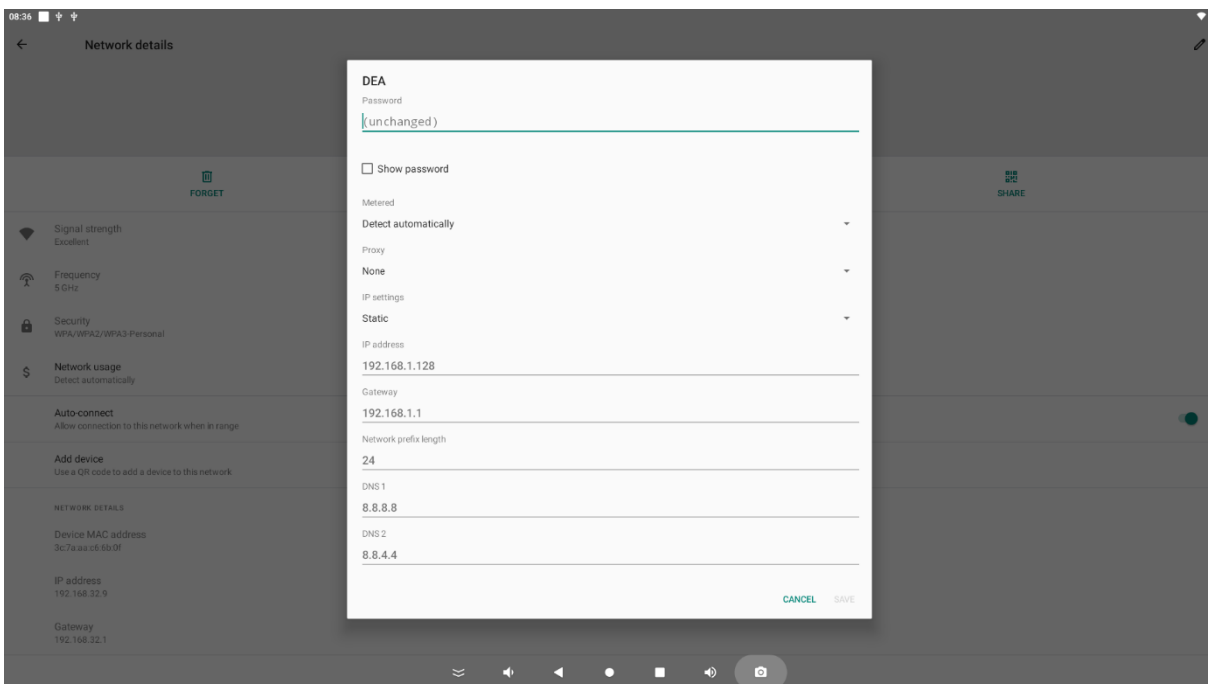 08:36
Network details
DEA
Password
(unchanged)
Show password
FORGET
SHARE
Metered
Detect automatically
Proxy
None
IP settings
Static
IP address
192.168.1.128
Gateway
192.168.1.1
Network prefix length
24
DNS 1
8.8.8.8
DNS 2
8.8.4.4
CANCEL
SAVE
Signal strength
Excellent
Frequency
5 GHz
Security
WPA/WPA2/WPA3-Personal
Network usage
Detect automatically
Auto-connect
Allow connection to this network when in range
Add device
Use a QR code to add a device to this network
NETWORK DETAILS
Device MAC address
3c:7a:aa:c6:6b:0f
IP address
192.168.32.9
Gateway
192.168.32.1